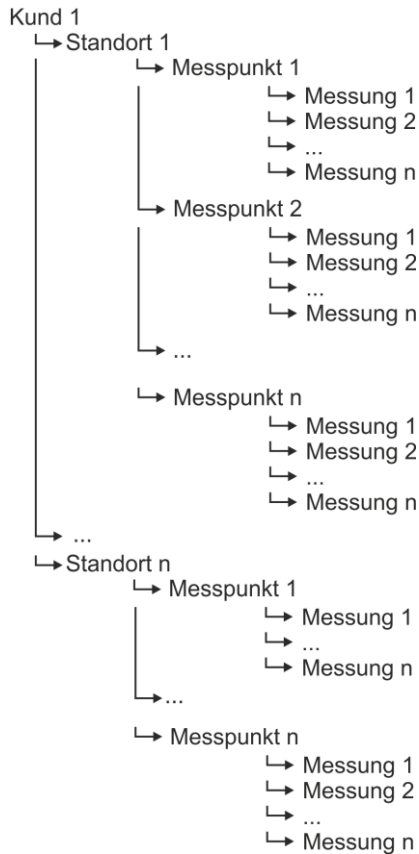 Kund 1
Standort 1
Messpunkt 1
Messung 1
Messung 2
...
Messung n
Messpunkt 2
Messung 1
Messung 2
...
Messung n
...
Messpunkt n
Messung 1
Messung 2
...
Messung n
...
Standort n
Messpunkt 1
Messung 1
...
Messung n
...
Messpunkt n
Messung 1
Messung 2
...
Messung n